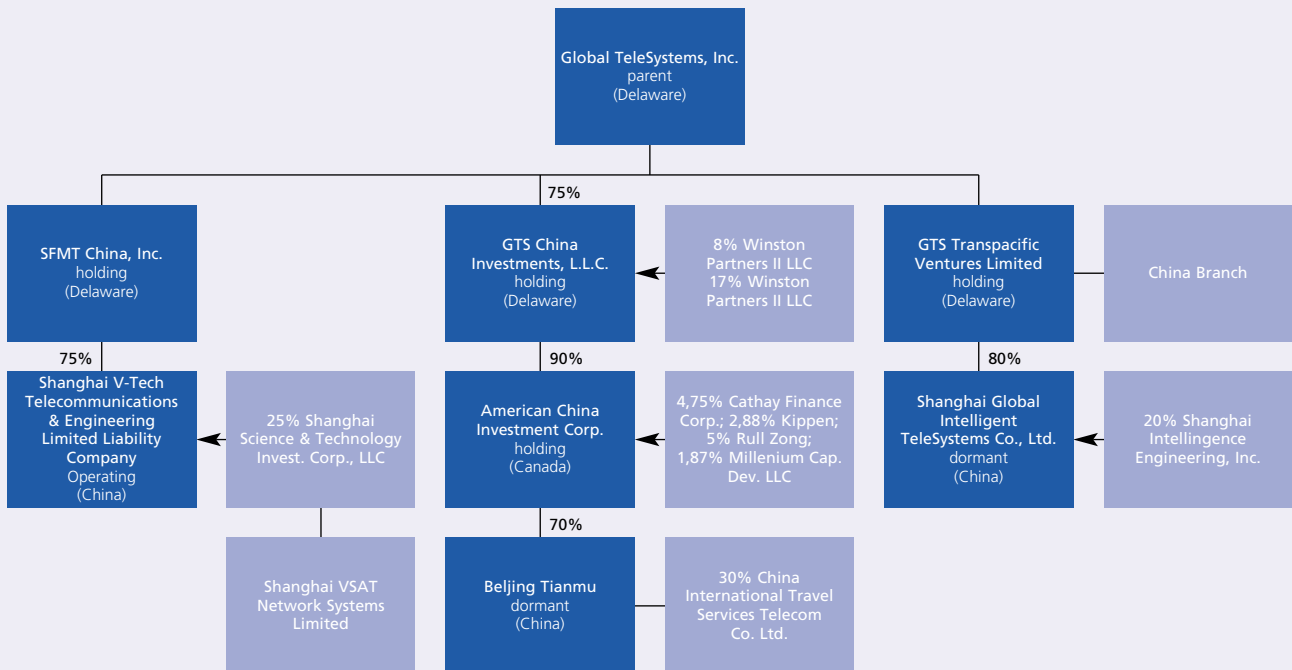 Global TeleSystems, Inc.
parent
(Delaware)
75%
SFMT China, Inc.
holding
(Delaware)
GTS China
Investments, L.L.C.
holding
(Delaware)
8% Winston
Partners II LLC
17% Winston
Partners II LLC
GTS Transpacific
Ventures Limited
holding
(Delaware)
China Branch
75%
90%
80%
Shanghai V-Tech
Telecommunications
& Engineering
Limited Liability
Company
Operating
(China)
25% Shanghai
Science & Technology
Invest. Corp., LLC
American China
Investment Corp.
holding
(Canada)
4,75% Cathay Finance
Corp.; 2,88% Kippen;
5% Rull Zong;
1,87% Millenium Cap.
Dev. LLC
Shanghai Global
Intelligent
TeleSystems Co., Ltd.
dormant
(China)
20% Shanghai
Intellingence
Engineering, Inc.
70%
Shanghai VSAT
Network Systems
Limited
Beljing Tianmu
dormant
(China)
30% China
International Travel
Services Telecom
Co. Ltd.